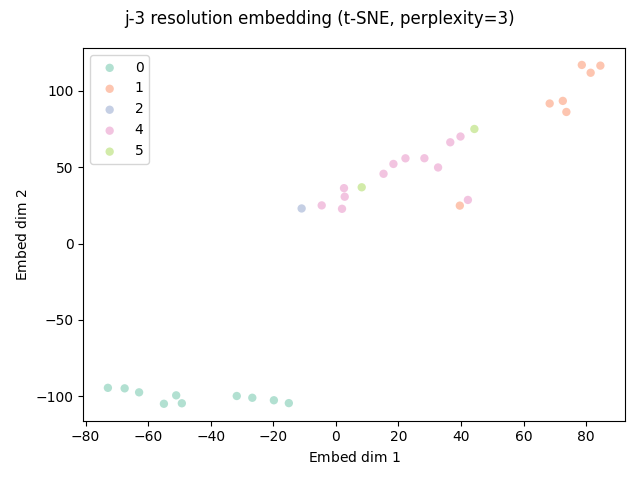 j-3 resolution embedding (t-SNE, perplexity=3)
0
1
2
4
5
100
50
0
−50
−100
Embed dim 2
−80 −60 −40 −20 0 20 40 60 80
Embed dim 1